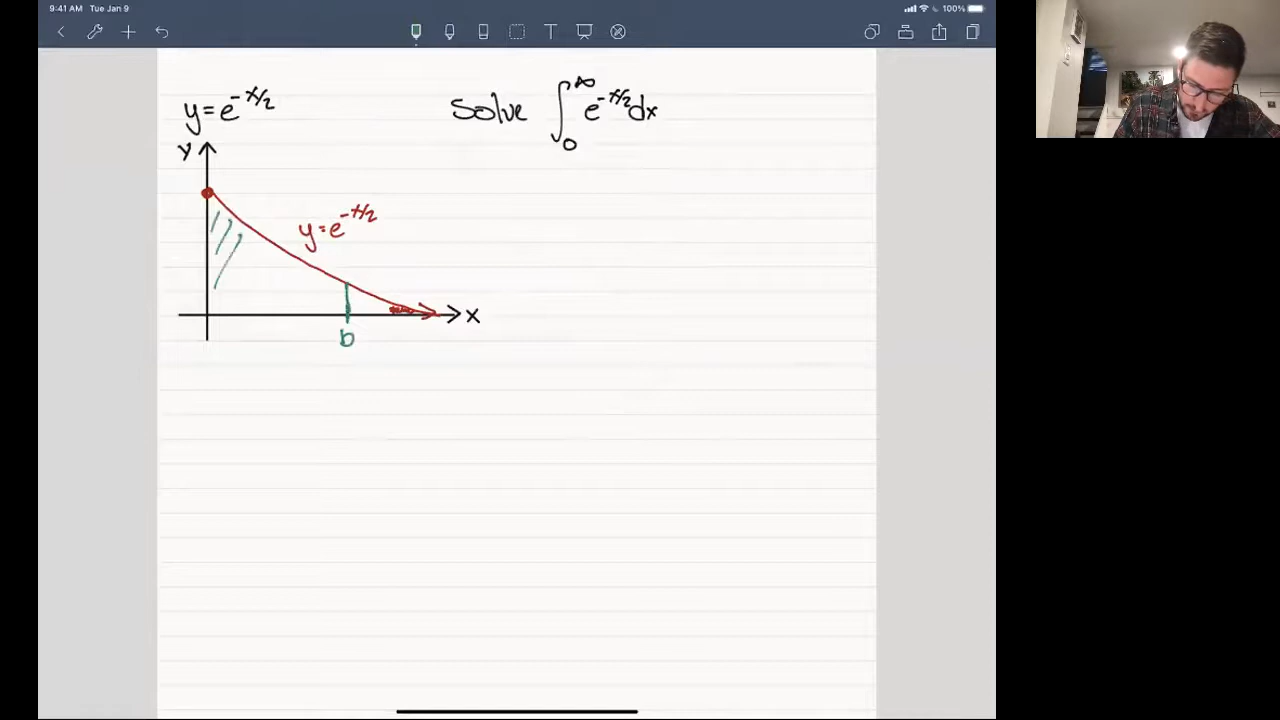 9:41 AM Tue Jan 9
100%
y=e^-x/2
Solve ∫_0^∞ e^-x/2 dx
y
y=e^-x/2
x
b